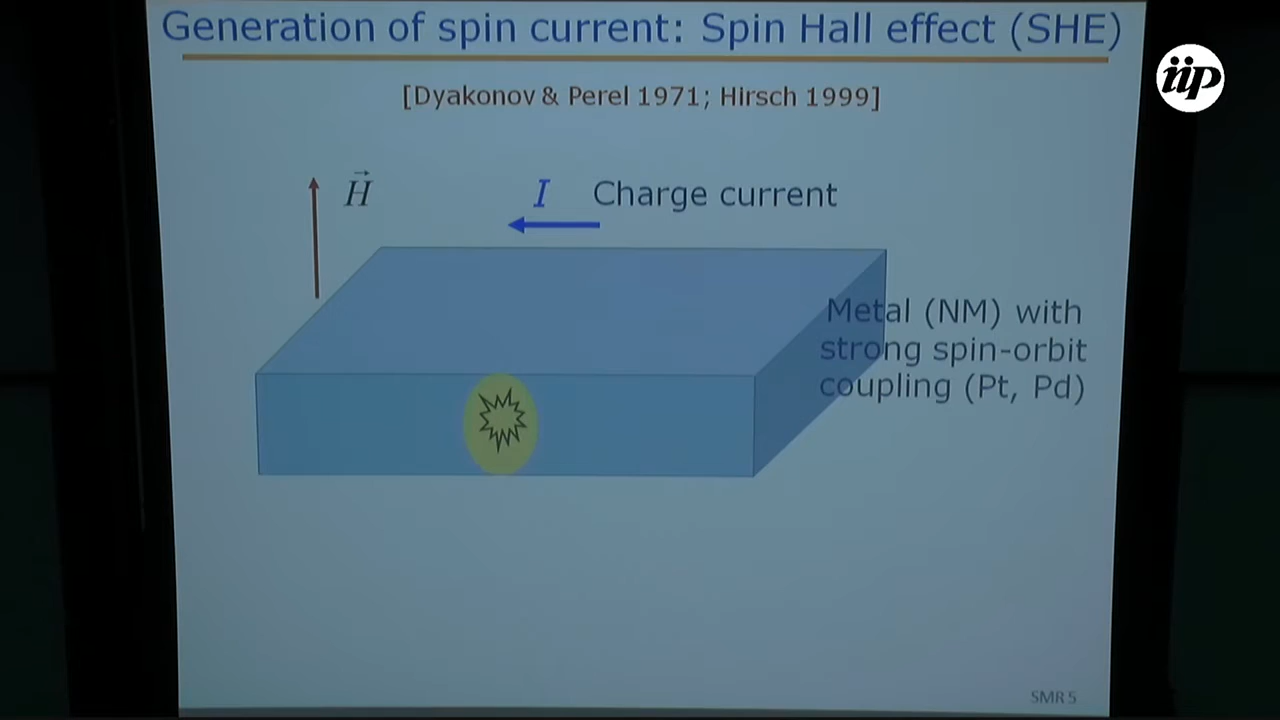 Generation of spin current: Spin Hall effect (SHE)
iip
[Dyakonov & Perel 1971; Hirsch 1999]
H
I Charge current
Metal (NM) with
strong spin-orbit
coupling (Pt, Pd)
SMR 5